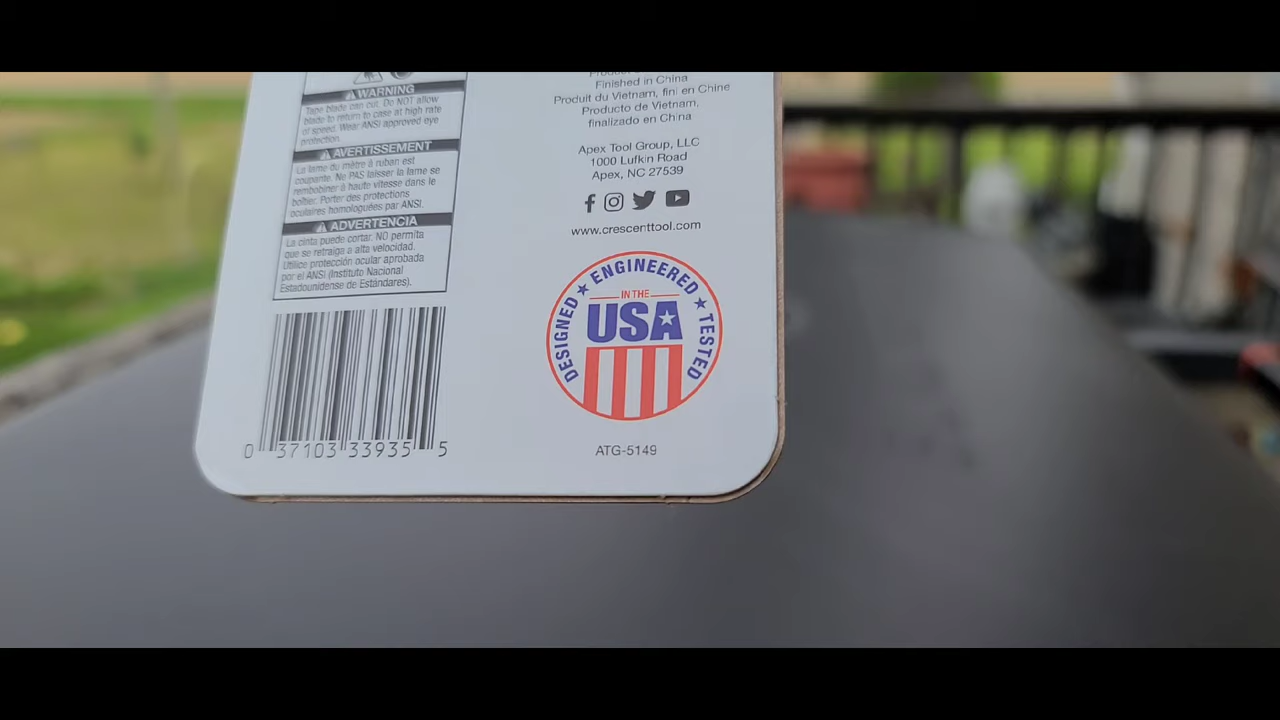 WARNING
Tape blade can cut. Do NOT allow
blade to return to case at high rate
of speed. Wear ANSI approved eye
protection.
AVERTISSEMENT
La lame du mètre à ruban est
coupante. Ne PAS laisser la lame se
rembobiner à haute vitesse dans le
boîtier. Porter des protections
oculaires homologuées par ANSI.
ADVERTENCIA
La cinta puede cortar. NO permita
que se retraiga a alta velocidad.
Utilice protección ocular aprobada
por el ANSI (Instituto Nacional
Estadounidense de Estándares).
0 37103 33935 5
Finished in China
Produit du Vietnam, fini en Chine
Producto de Vietnam,
finalizado en China
Apex Tool Group, LLC
1000 Lufkin Road
Apex, NC 27539
www.crescenttool.com
DESIGNED ★ ENGINEERED ★ TESTED
IN THE
USA
ATG-5149